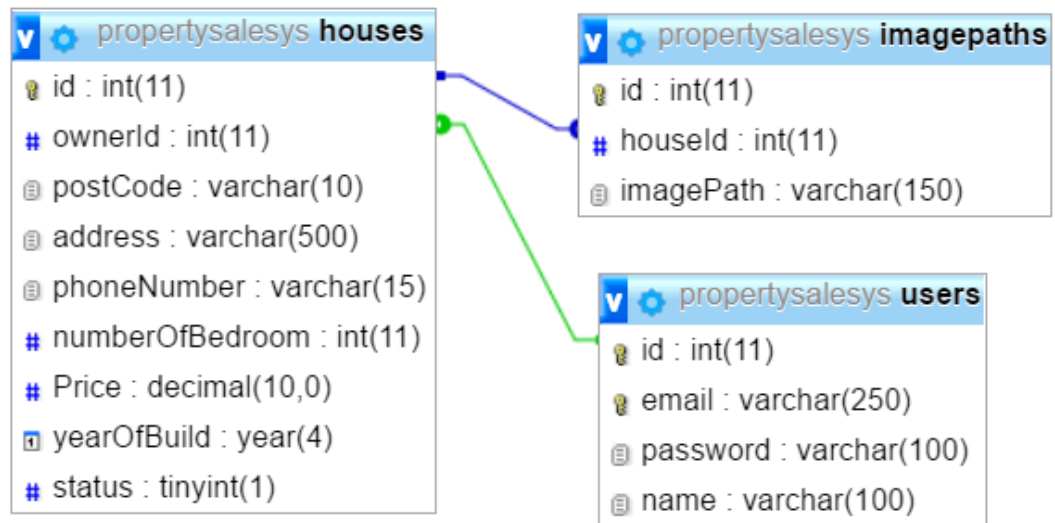 propertysalesys houses
id : int(11)
ownerId : int(11)
postCode : varchar(10)
address : varchar(500)
phoneNumber : varchar(15)
numberOfBedroom : int(11)
Price : decimal(10,0)
yearOfBuild : year(4)
status : tinyint(1)
propertysalesys imagepaths
id : int(11)
houseId : int(11)
imagePath : varchar(150)
propertysalesys users
id : int(11)
email : varchar(250)
password : varchar(100)
name : varchar(100)